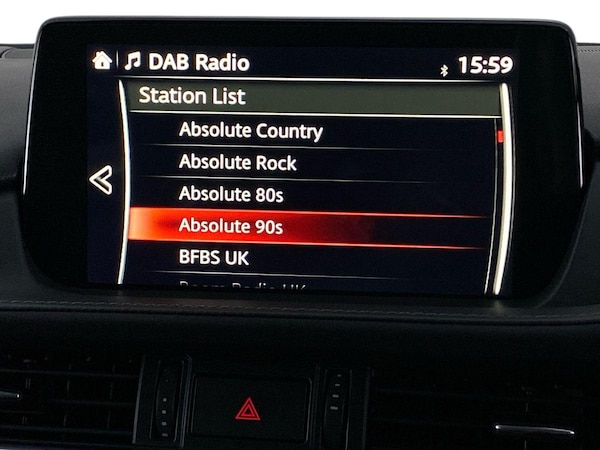 DAB Radio 15:59
Station List
Absolute Country
Absolute Rock
Absolute 80s
Absolute 90s
BFBS UK